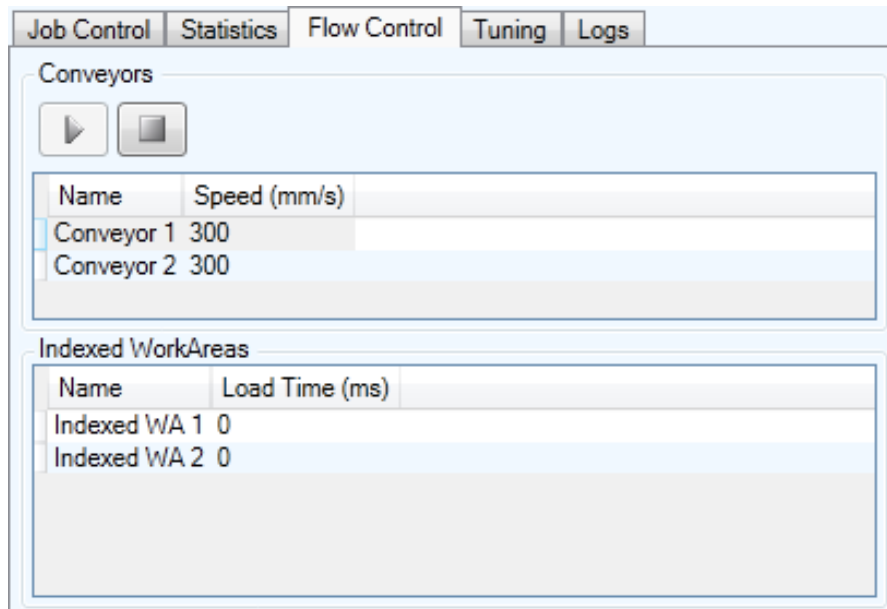 Job Control Statistics Flow Control Tuning Logs
Conveyors
Name Speed (mm/s)
Conveyor 1 300
Conveyor 2 300
Indexed WorkAreas
Name Load Time (ms)
Indexed WA 1 0
Indexed WA 2 0